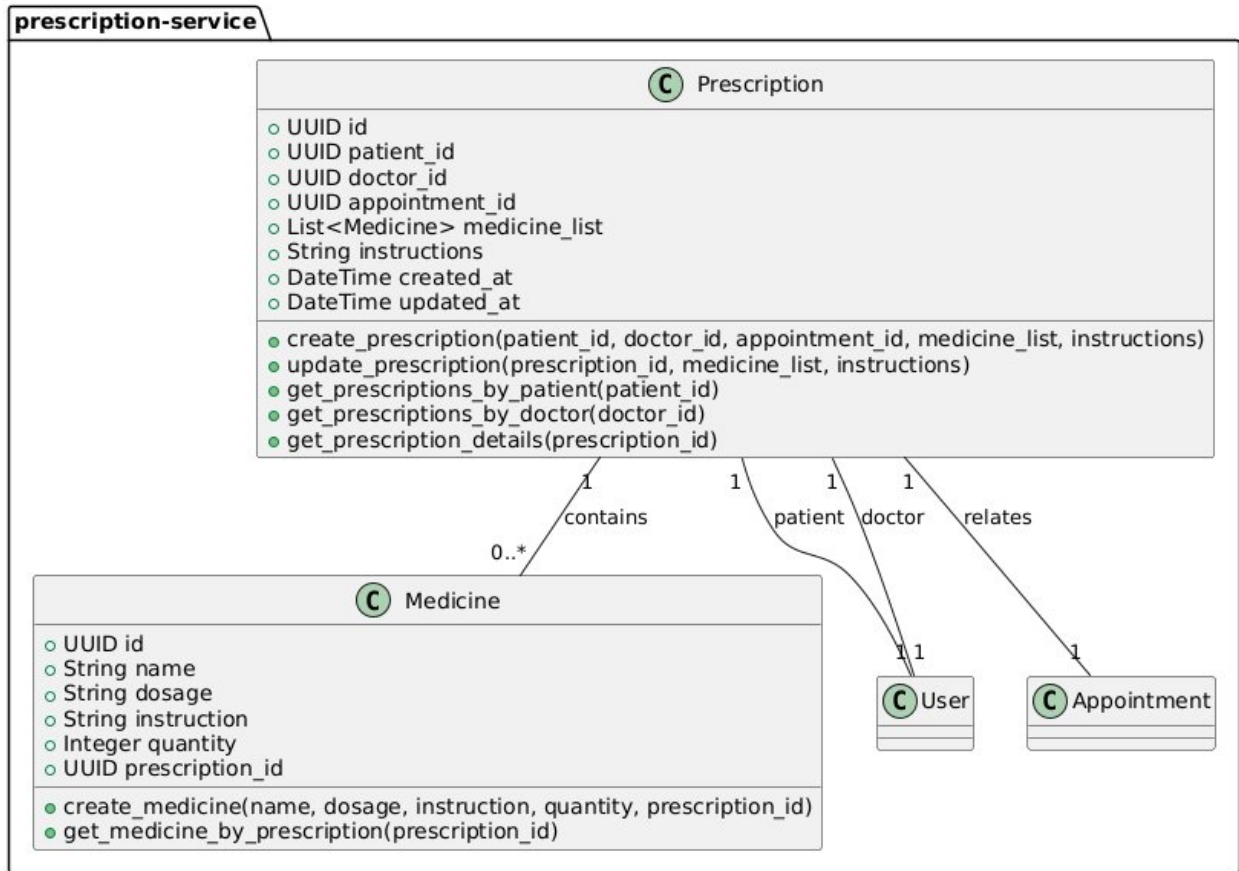 prescription-service
C Prescription
UUID id
UUID patient_id
UUID doctor_id
UUID appointment_id
List<Medicine> medicine_list
String instructions
DateTime created_at
DateTime updated_at
create_prescription(patient_id, doctor_id, appointment_id, medicine_list, instructions)
update_prescription(prescription_id, medicine_list, instructions)
get_prescriptions_by_patient(patient_id)
get_prescriptions_by_doctor(doctor_id)
get_prescription_details(prescription_id)
1 1 1 1
contains patient doctor relates
0..*
C Medicine
UUID id
String name
String dosage
String instruction
Integer quantity
UUID prescription_id
create_medicine(name, dosage, instruction, quantity, prescription_id)
get_medicine_by_prescription(prescription_id)
1 1 1
C User
C Appointment